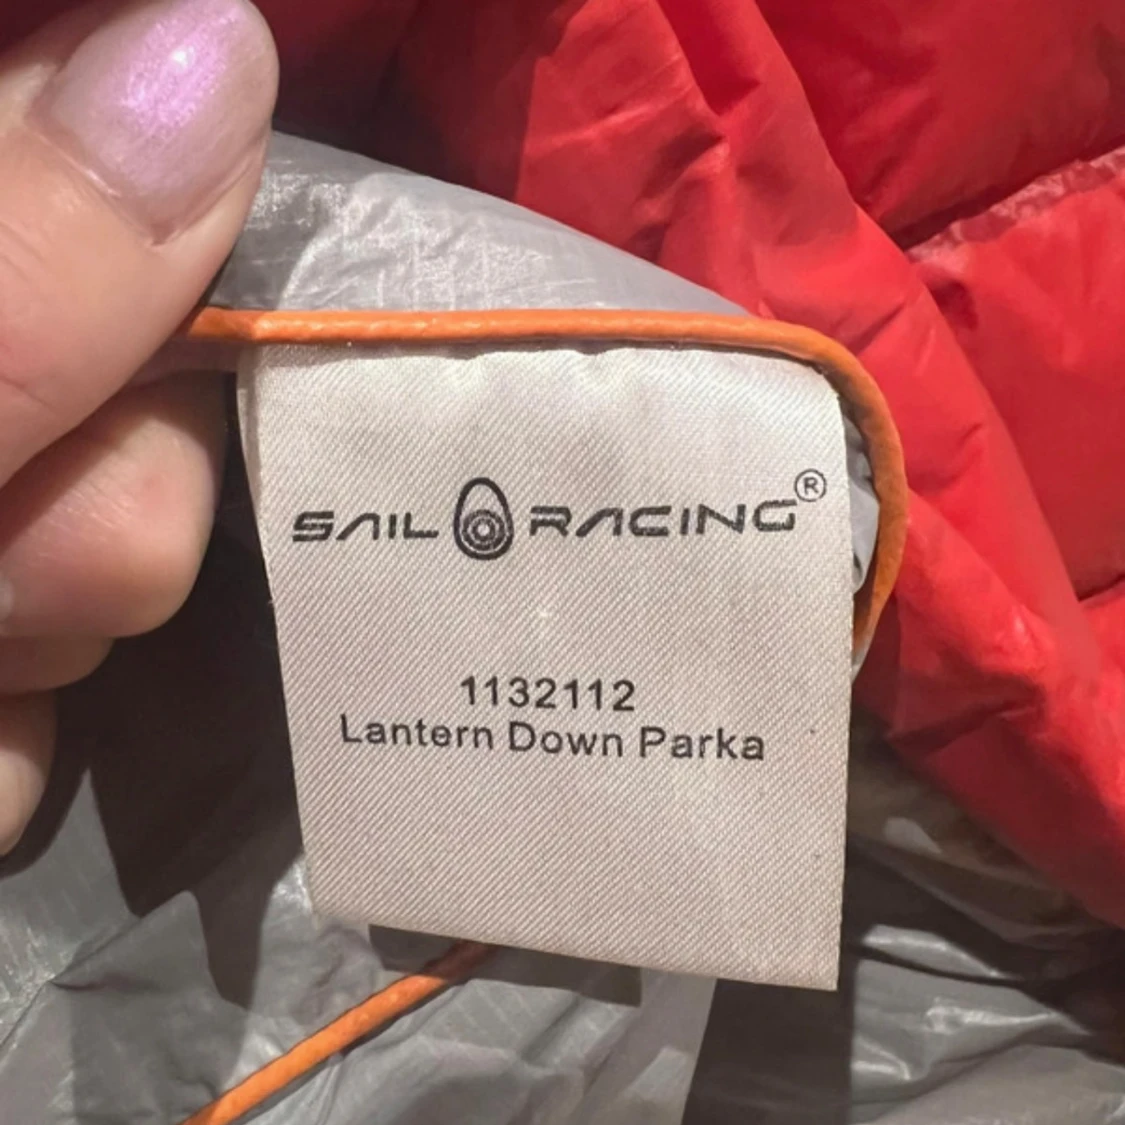 SAIL RACING®
1132112
Lantern Down Parka